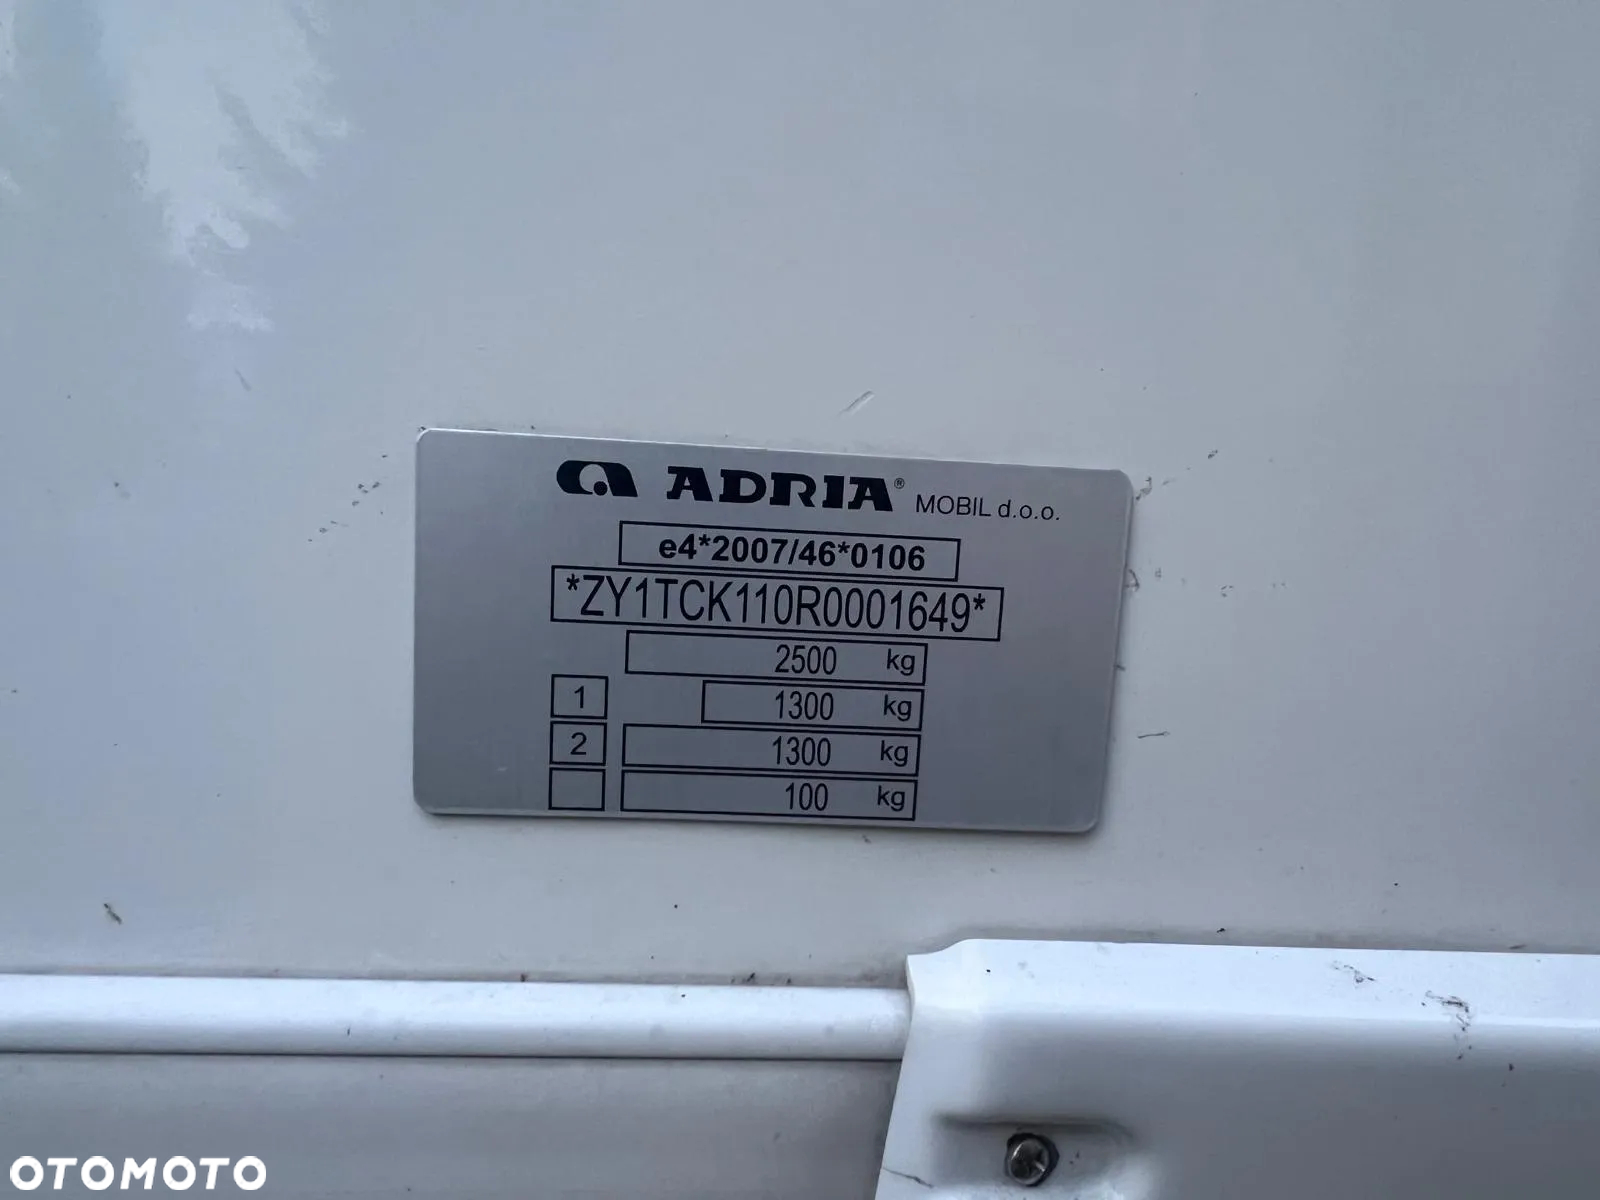 ADRIA® MOBIL d.o.o.
e4*2007/46*0106
*ZY1TCK110R0001649*
2500 kg
1 1300 kg
2 1300 kg
100 kg
OTOMOTO